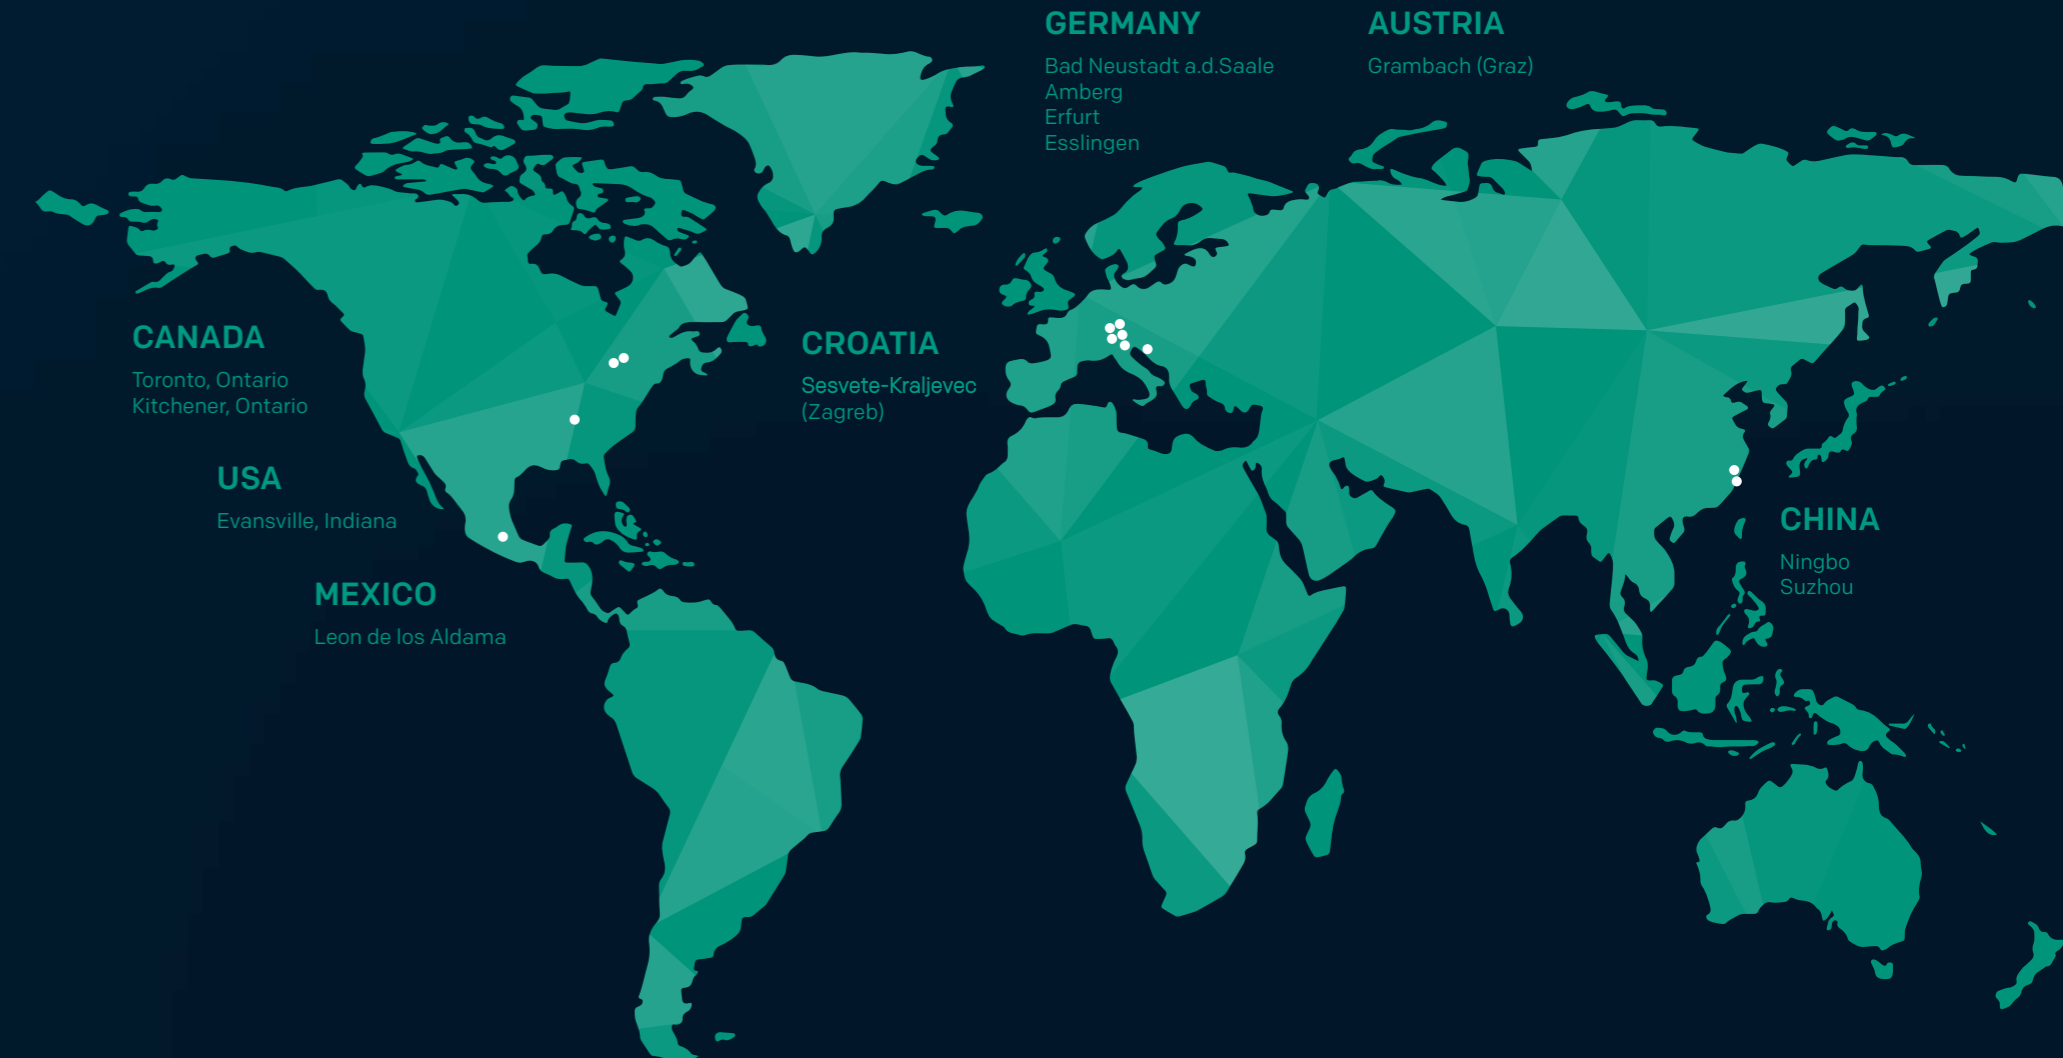 GERMANY
Bad Neustadt a.d.Saale
Amberg
Erfurt
Esslingen
AUSTRIA
Grambach (Graz)
CANADA
Toronto, Ontario
Kitchener, Ontario
CROATIA
Sesvete-Kraljevec
(Zagreb)
USA
Evansville, Indiana
MEXICO
Leon de los Aldama
CHINA
Ningbo
Suzhou